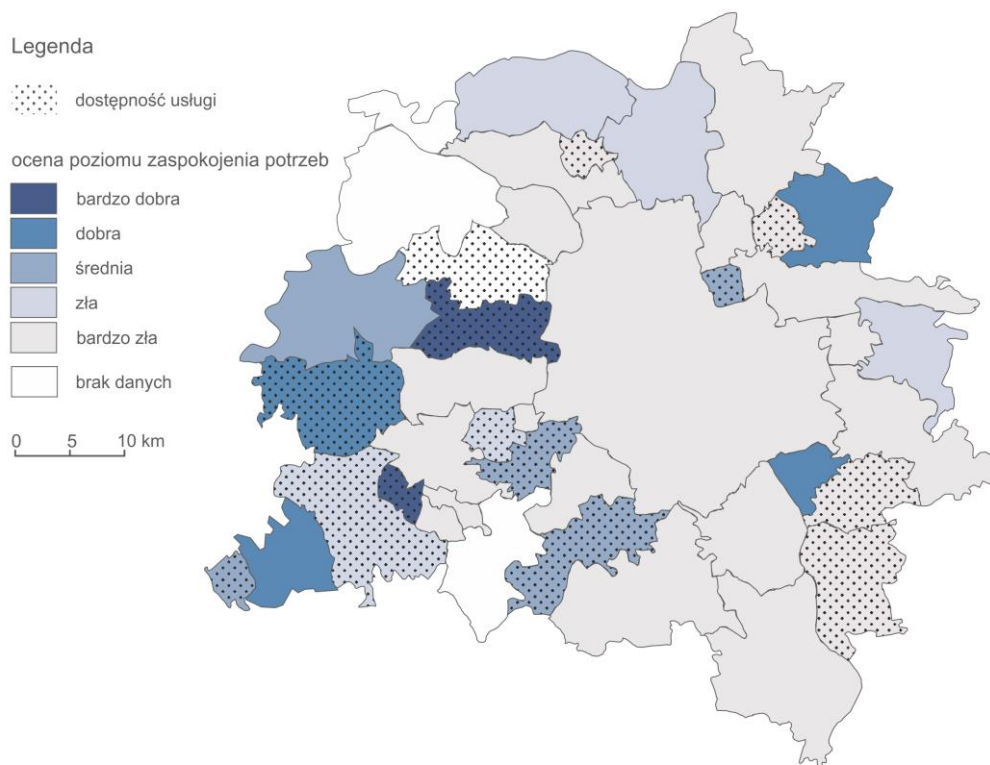 Legenda
dostępność usługi
ocena poziomu zaspokojenia potrzeb
bardzo dobra
dobra
średnia
zła
bardzo zła
brak danych
0 5 10 km